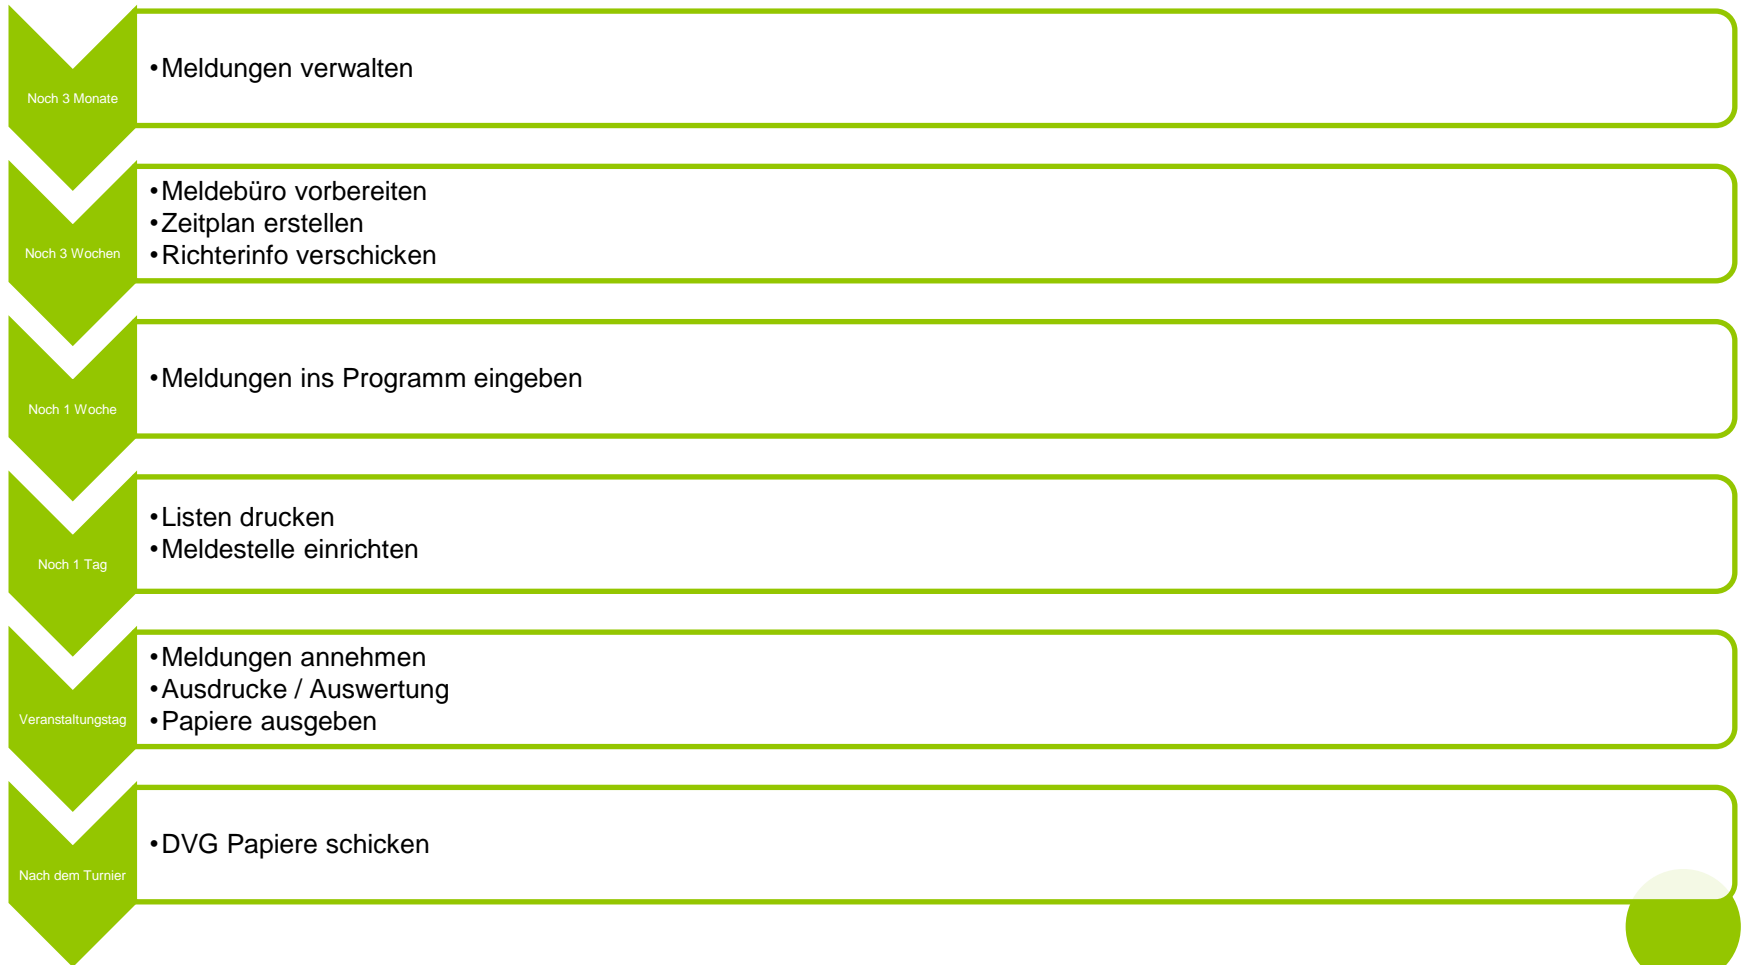 Noch 3 Monate
•Meldungen verwalten
Noch 3 Wochen
•Meldebüro vorbereiten
•Zeitplan erstellen
•Richterinfo verschicken
Noch 1 Woche
•Meldungen ins Programm eingeben
Noch 1 Tag
•Listen drucken
•Meldestelle einrichten
Veranstaltungstag
•Meldungen annehmen
•Ausdrucke / Auswertung
•Papiere ausgeben
Nach dem Turnier
•DVG Papiere schicken